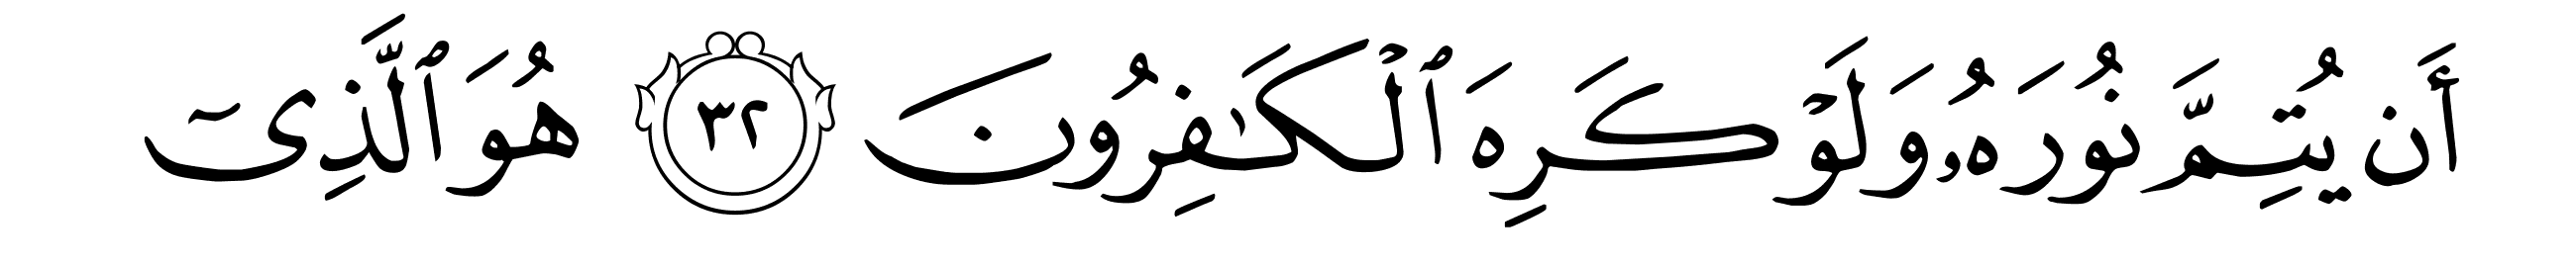 أَن يُتِمَّ نُورَهُۥ وَلَوْ كَرِهَ ٱلْكَـٰفِرُونَ ٣٢ هُوَ ٱلَّذِىٓ